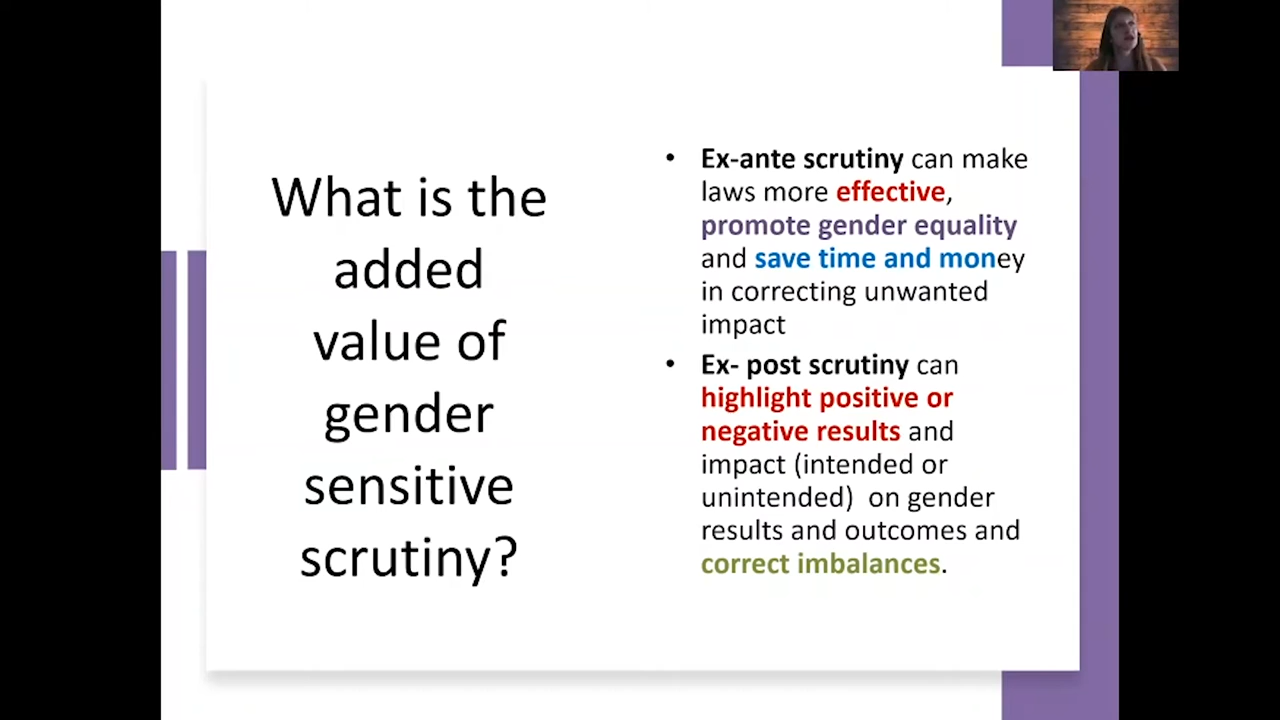 What is the
added
value of
gender
sensitive
scrutiny?
• Ex-ante scrutiny can make
laws more effective,
promote gender equality
and save time and money
in correcting unwanted
impact
• Ex- post scrutiny can
highlight positive or
negative results and
impact (intended or
unintended)  on gender
results and outcomes and
correct imbalances.